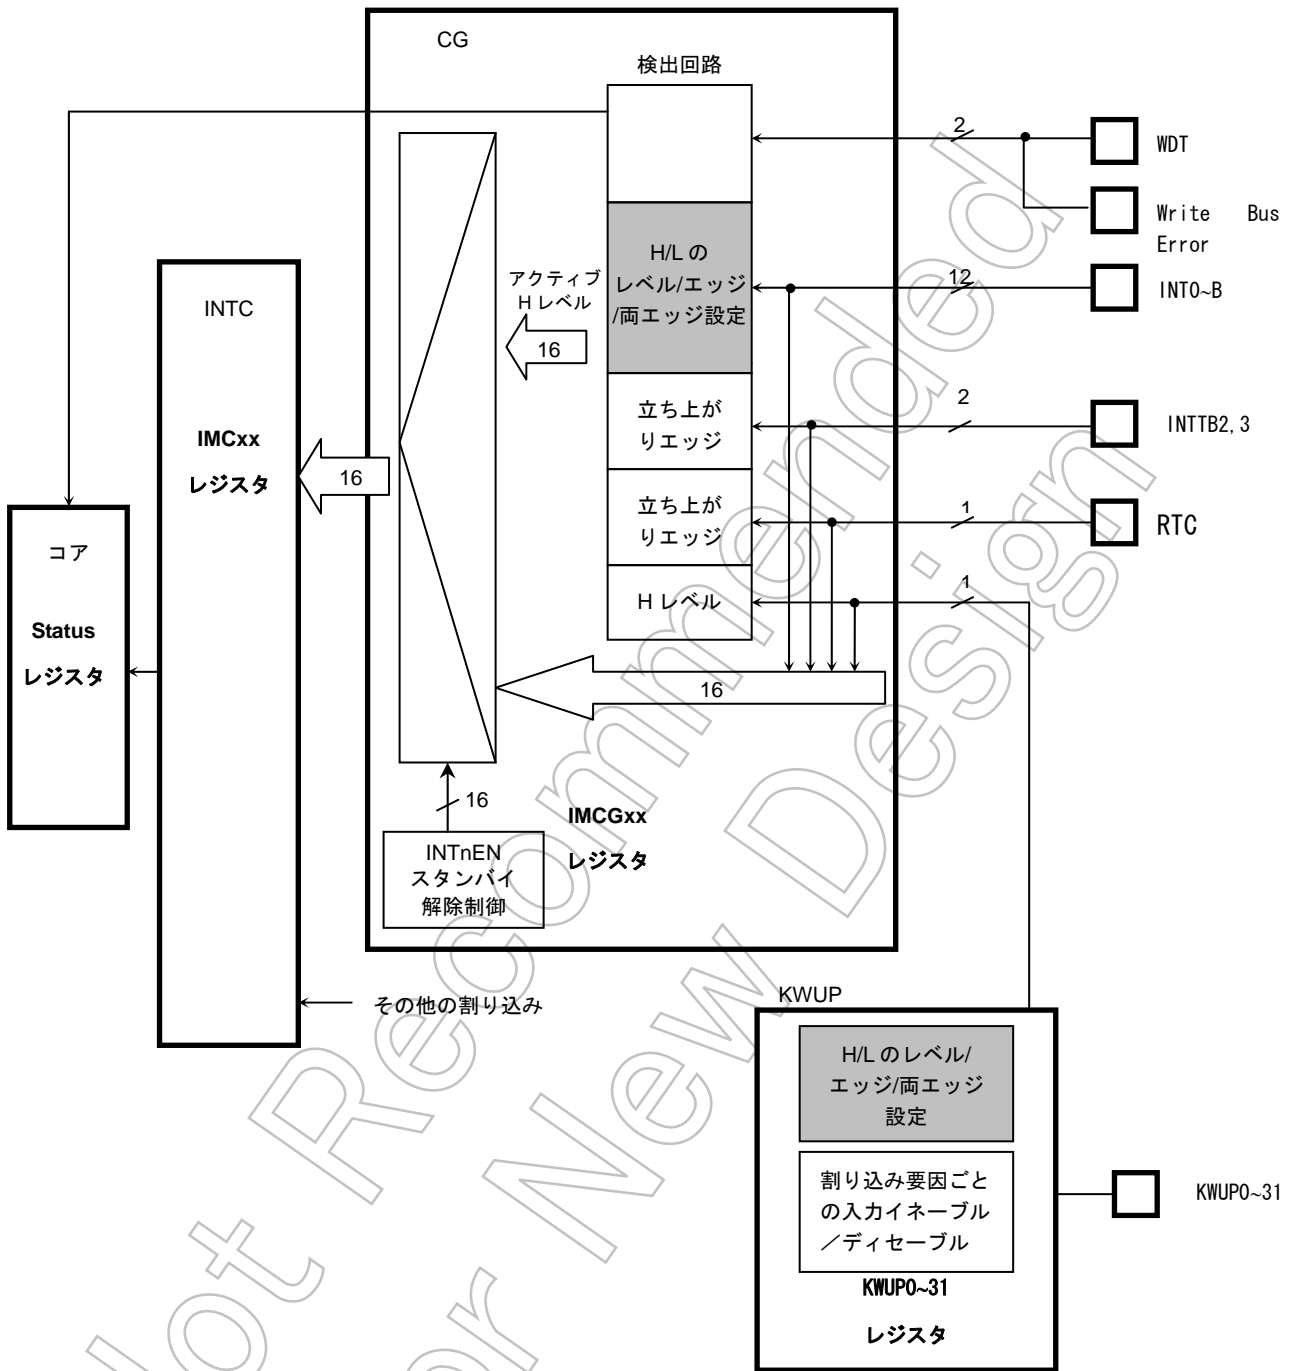 CG
検出回路
2
WDT
Write Bus
Error
H/L の
レベル/エッジ
/両エッジ設定
アクティブ
H レベル
16
12
INT0~B
INTC
IMCxx
レジスタ
16
立ち上が
りエッジ
2
INTTB2,3
立ち上が
りエッジ
1
RTC
H レベル
1
コア
Status
レジスタ
16
16
INTnEN
スタンバイ
解除制御
IMCGxx
レジスタ
その他の割り込み
KWUP
H/L のレベル/
エッジ/両エッジ
設定
割り込み要因ごと
の入力イネーブル
／ディセーブル
KWUP0~31
レジスタ
KWUP0~31
Not Recommended
for New Design